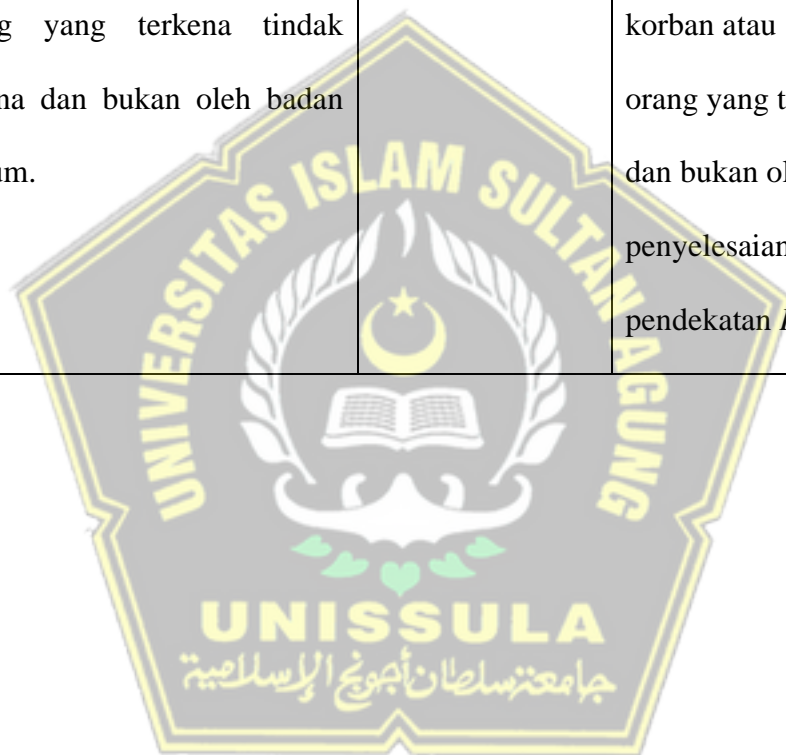 g yang terkena tindak
na dan bukan oleh badan
um.
korban atau
orang yang t
dan bukan ol
penyelesaian
pendekatan
UNIVERSITAS ISLAM SULTAN AGUNG
UNISSULA
جامعة سلطان أجونج الإسلامية